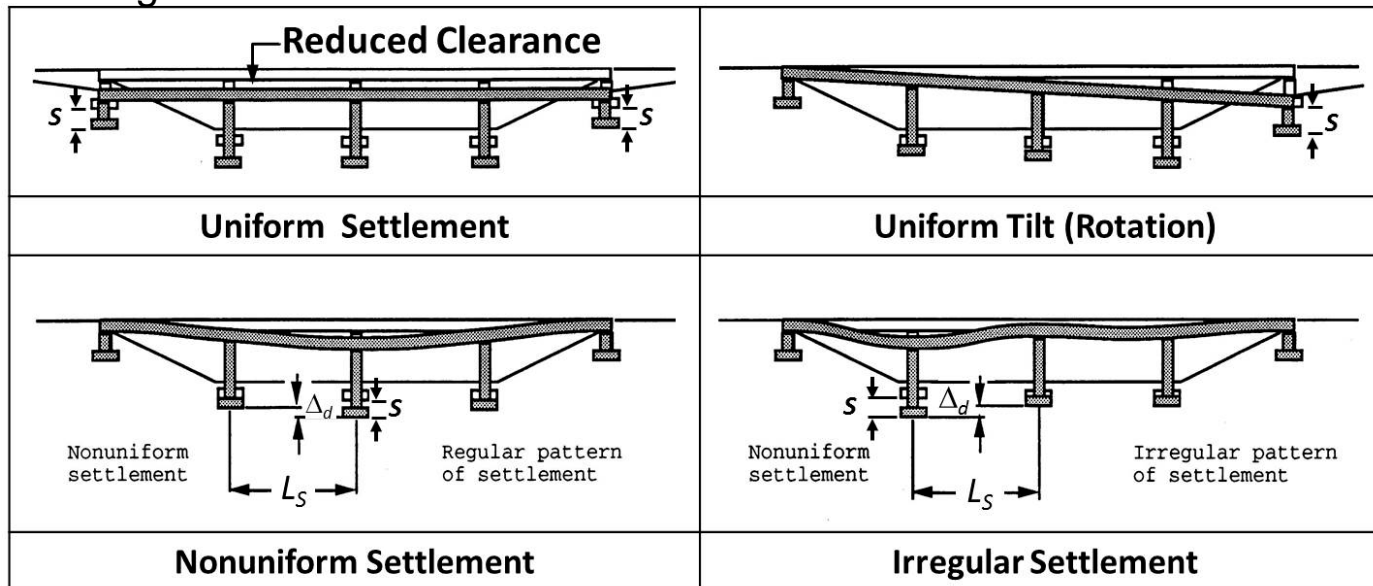 Reduced Clearance
S
S
S
Uniform Settlement
Uniform Tilt (Rotation)
Δd
S
Nonuniform
settlement
Regular pattern
of settlement
LS
S
Δd
Nonuniform
settlement
Irregular pattern
of settlement
LS
Nonuniform Settlement
Irregular Settlement